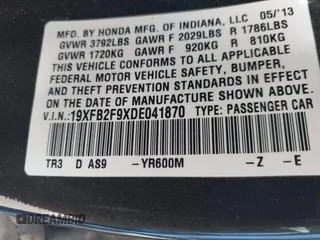 MFD. BY HONDA MFG. OF INDIANA, LLC 05/13
GVWR 3792LBS GAWR F 2029LBS R 1786LBS
GVWR 1720KG GAWR F 920KG R 810KG
THIS VEHICLE CONFORMS TO ALL APPLICABLE
FEDERAL MOTOR VEHICLE SAFETY, BUMPER,
AND THEFT PREVENTION STANDARDS IN EFFECT ON
THE DATE OF MANUFACTURE SHOWN ABOVE.
V.I.N.:19XFB2F9XDE041870 TYPE: PASSENGER CAR
TR3 D AS9 -YR600M -Z -E
DREAMBID